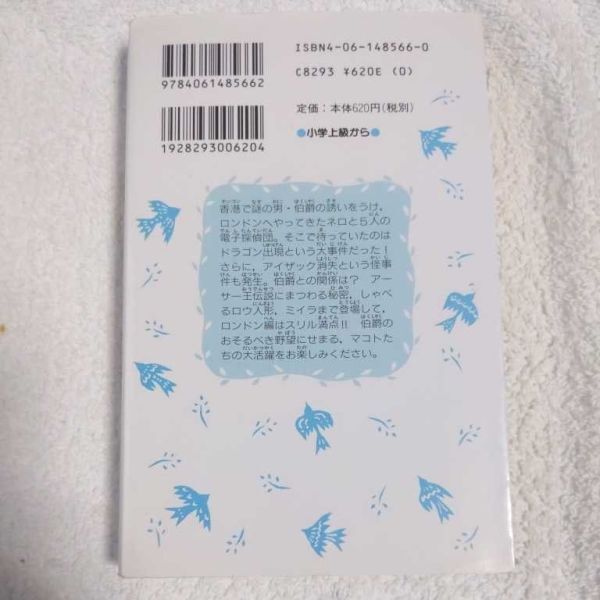 ISBN4-06-148566-0
C8293 ¥620E (0)
9784061485662
定価：本体620円(税別)
1928293006204
●小学上級から●
香港で謎の男・伯爵の誘いをうけ、
ロンドンへやってきたネロと5人の
電子探偵団。そこで待っていたのは
ドラゴン出現という大事件だった！
さらに、アイザック消失という怪事
件も発生。伯爵との関係は？　アー
サー王伝説にまつわる秘密、しゃべ
るロウ人形、ミイラまで登場して、
ロンドン編はスリル満点!!　伯爵の
おそるべき野望にせまる、マコトた
ちの大活躍をお楽しみください。